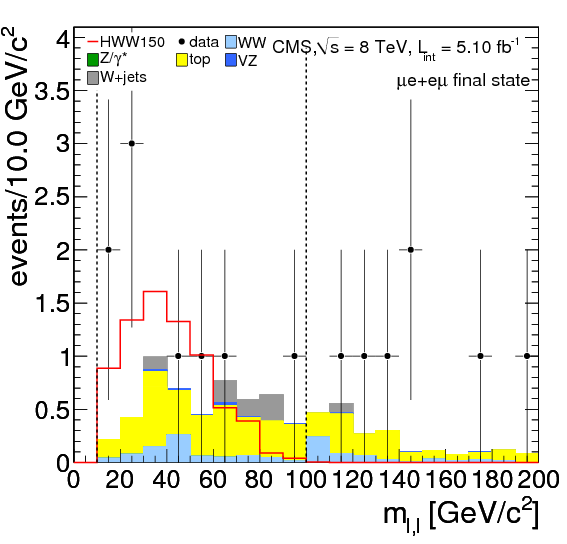 HWW150 data WW
Z/γ* top VZ
W+jets
CMS,√s = 8 TeV, L_int = 5.10 fb⁻¹
μe+eμ final state
events/10.0 GeV/c²
4
3.5
3
2.5
2
1.5
1
0.5
0
0 20 40 60 80 100 120 140 160 180 200
m_l,l [GeV/c²]